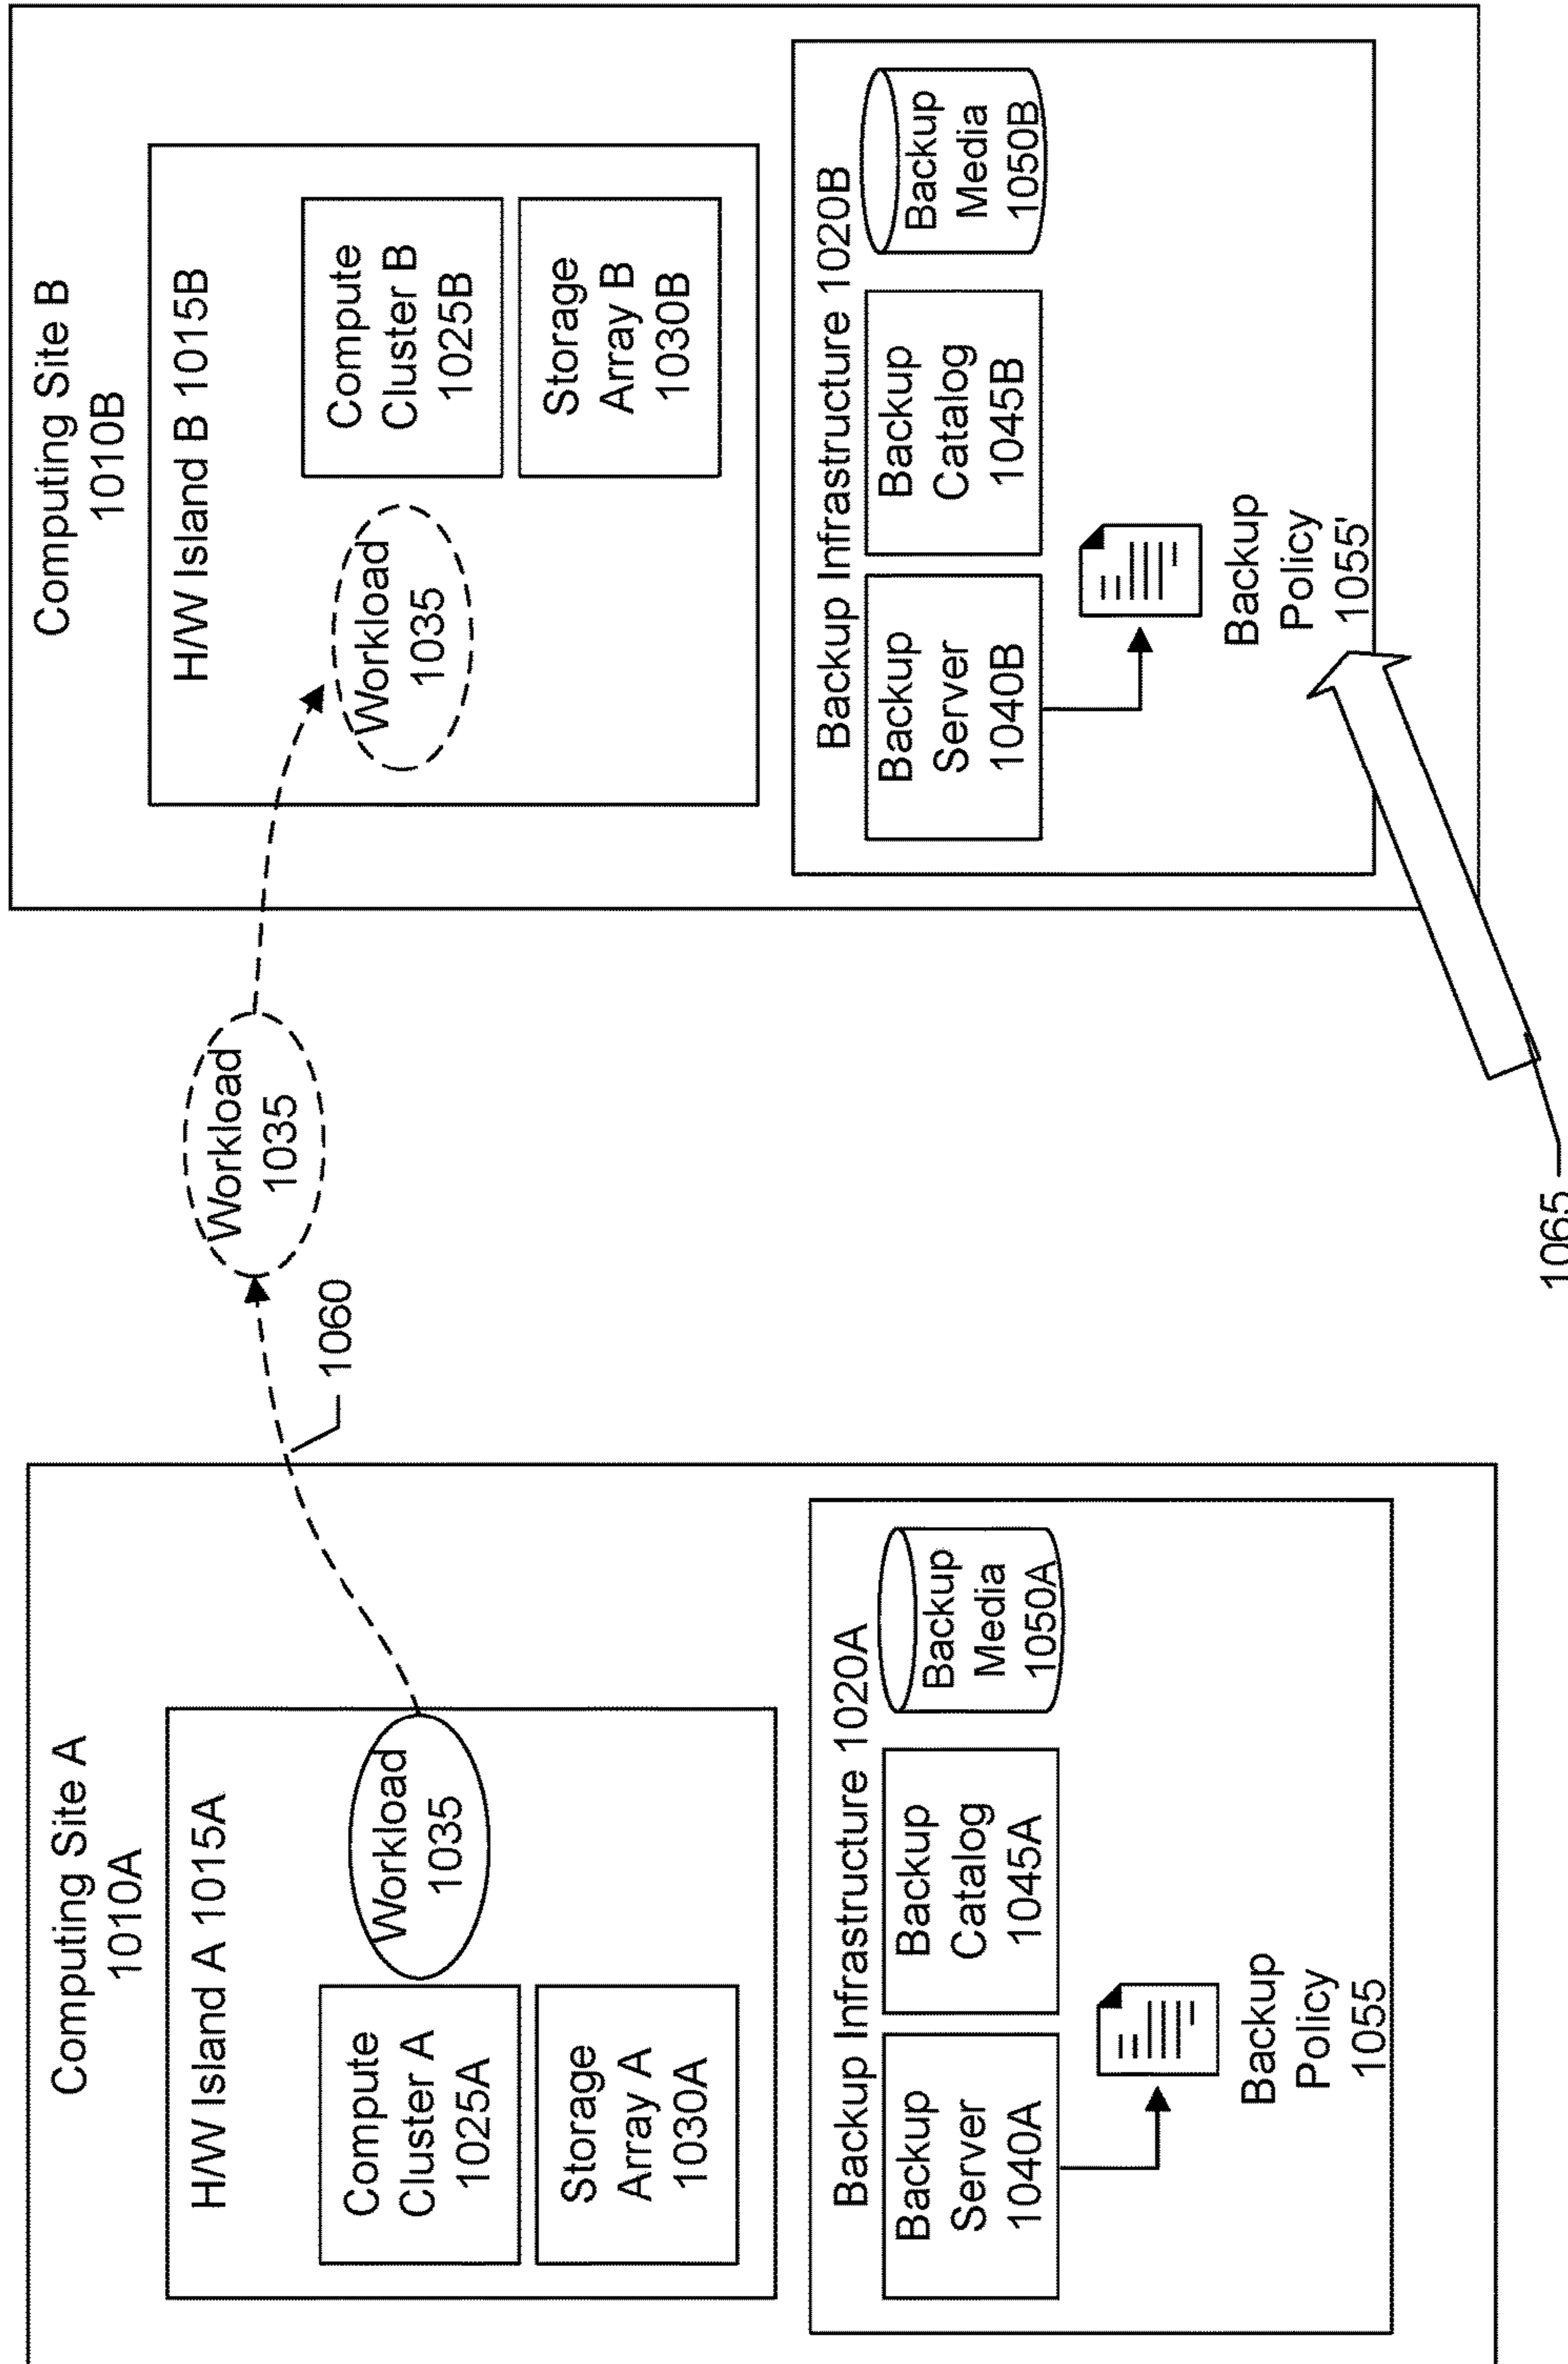 Computing Site A
1010A
H/W Island A 1015A
Compute
Cluster A
1025A
Storage
Array A
1030A
Workload
1035
Backup Infrastructure 1020A
Backup
Server
1040A
Backup
Catalog
1045A
Backup
Media
1050A
Backup
Policy
1055
1060
Workload
1035
Computing Site B
1010B
H/W Island B 1015B
Workload
1035
Compute
Cluster B
1025B
Storage
Array B
1030B
Backup Infrastructure 1020B
Backup
Server
1040B
Backup
Catalog
1045B
Backup
Media
1050B
Backup
Policy
1055'
1065